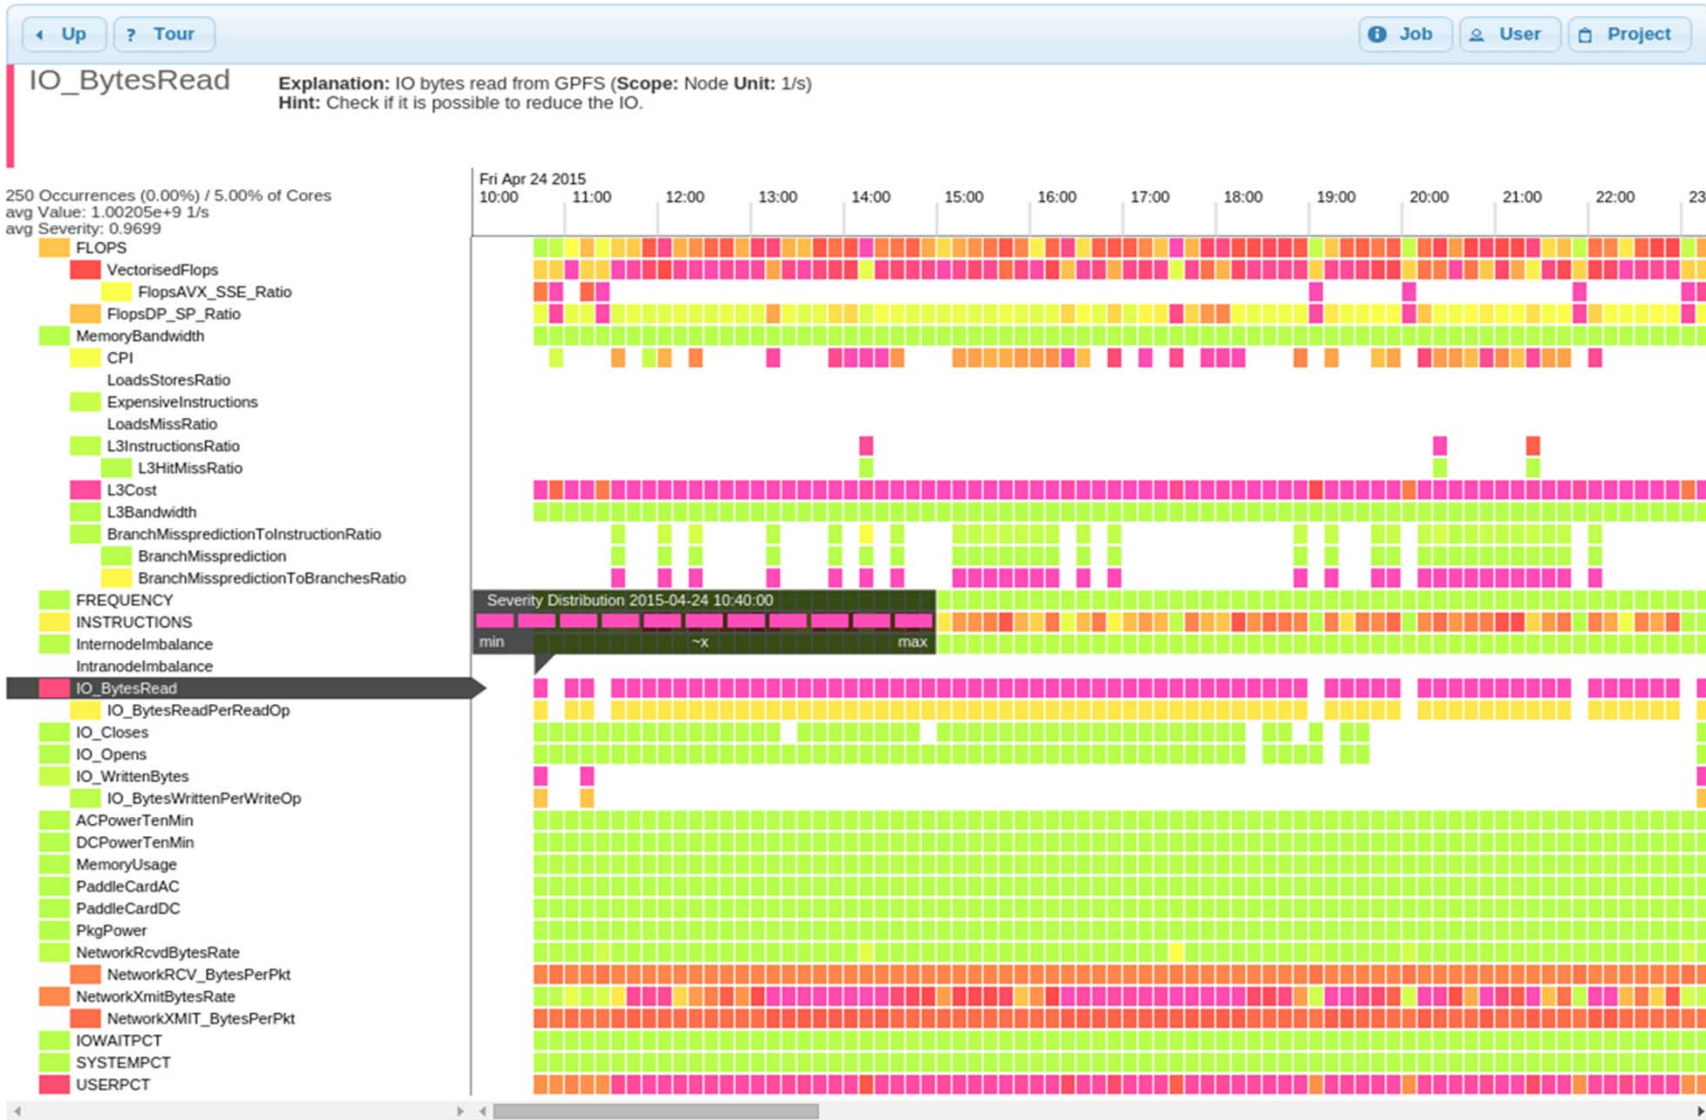 Up ? Tour Job User Project
IO_BytesRead
Explanation: IO bytes read from GPFS (Scope: Node Unit: 1/s)
Hint: Check if it is possible to reduce the IO.
Fri Apr 24 2015
250 Occurrences (0.00%) / 5.00% of Cores
avg Value: 1.00205e+9 1/s
avg Severity: 0.9699
10:00 11:00 12:00 13:00 14:00 15:00 16:00 17:00 18:00 19:00 20:00 21:00 22:00 23
FLOPS
VectorisedFlops
FlopsAVX_SSE_Ratio
FlopsDP_SP_Ratio
MemoryBandwidth
CPI
LoadsStoresRatio
ExpensiveInstructions
LoadsMissRatio
L3InstructionsRatio
L3HitMissRatio
L3Cost
L3Bandwidth
BranchMisspredictionToInstructionRatio
BranchMissprediction
BranchMisspredictionToBranchesRatio
FREQUENCY
Severity Distribution 2015-04-24 10:40:00
INSTRUCTIONS
InternodeImbalance
min ~x max
IntranodeImbalance
IO_BytesRead
IO_BytesReadPerReadOp
IO_Closes
IO_Opens
IO_WrittenBytes
IO_BytesWrittenPerWriteOp
ACPowerTenMin
DCPowerTenMin
MemoryUsage
PaddleCardAC
PaddleCardDC
PkgPower
NetworkRcvdBytesRate
NetworkRCV_BytesPerPkt
NetworkXmitBytesRate
NetworkXMIT_BytesPerPkt
IOWAITPCT
SYSTEMPCT
USERPCT